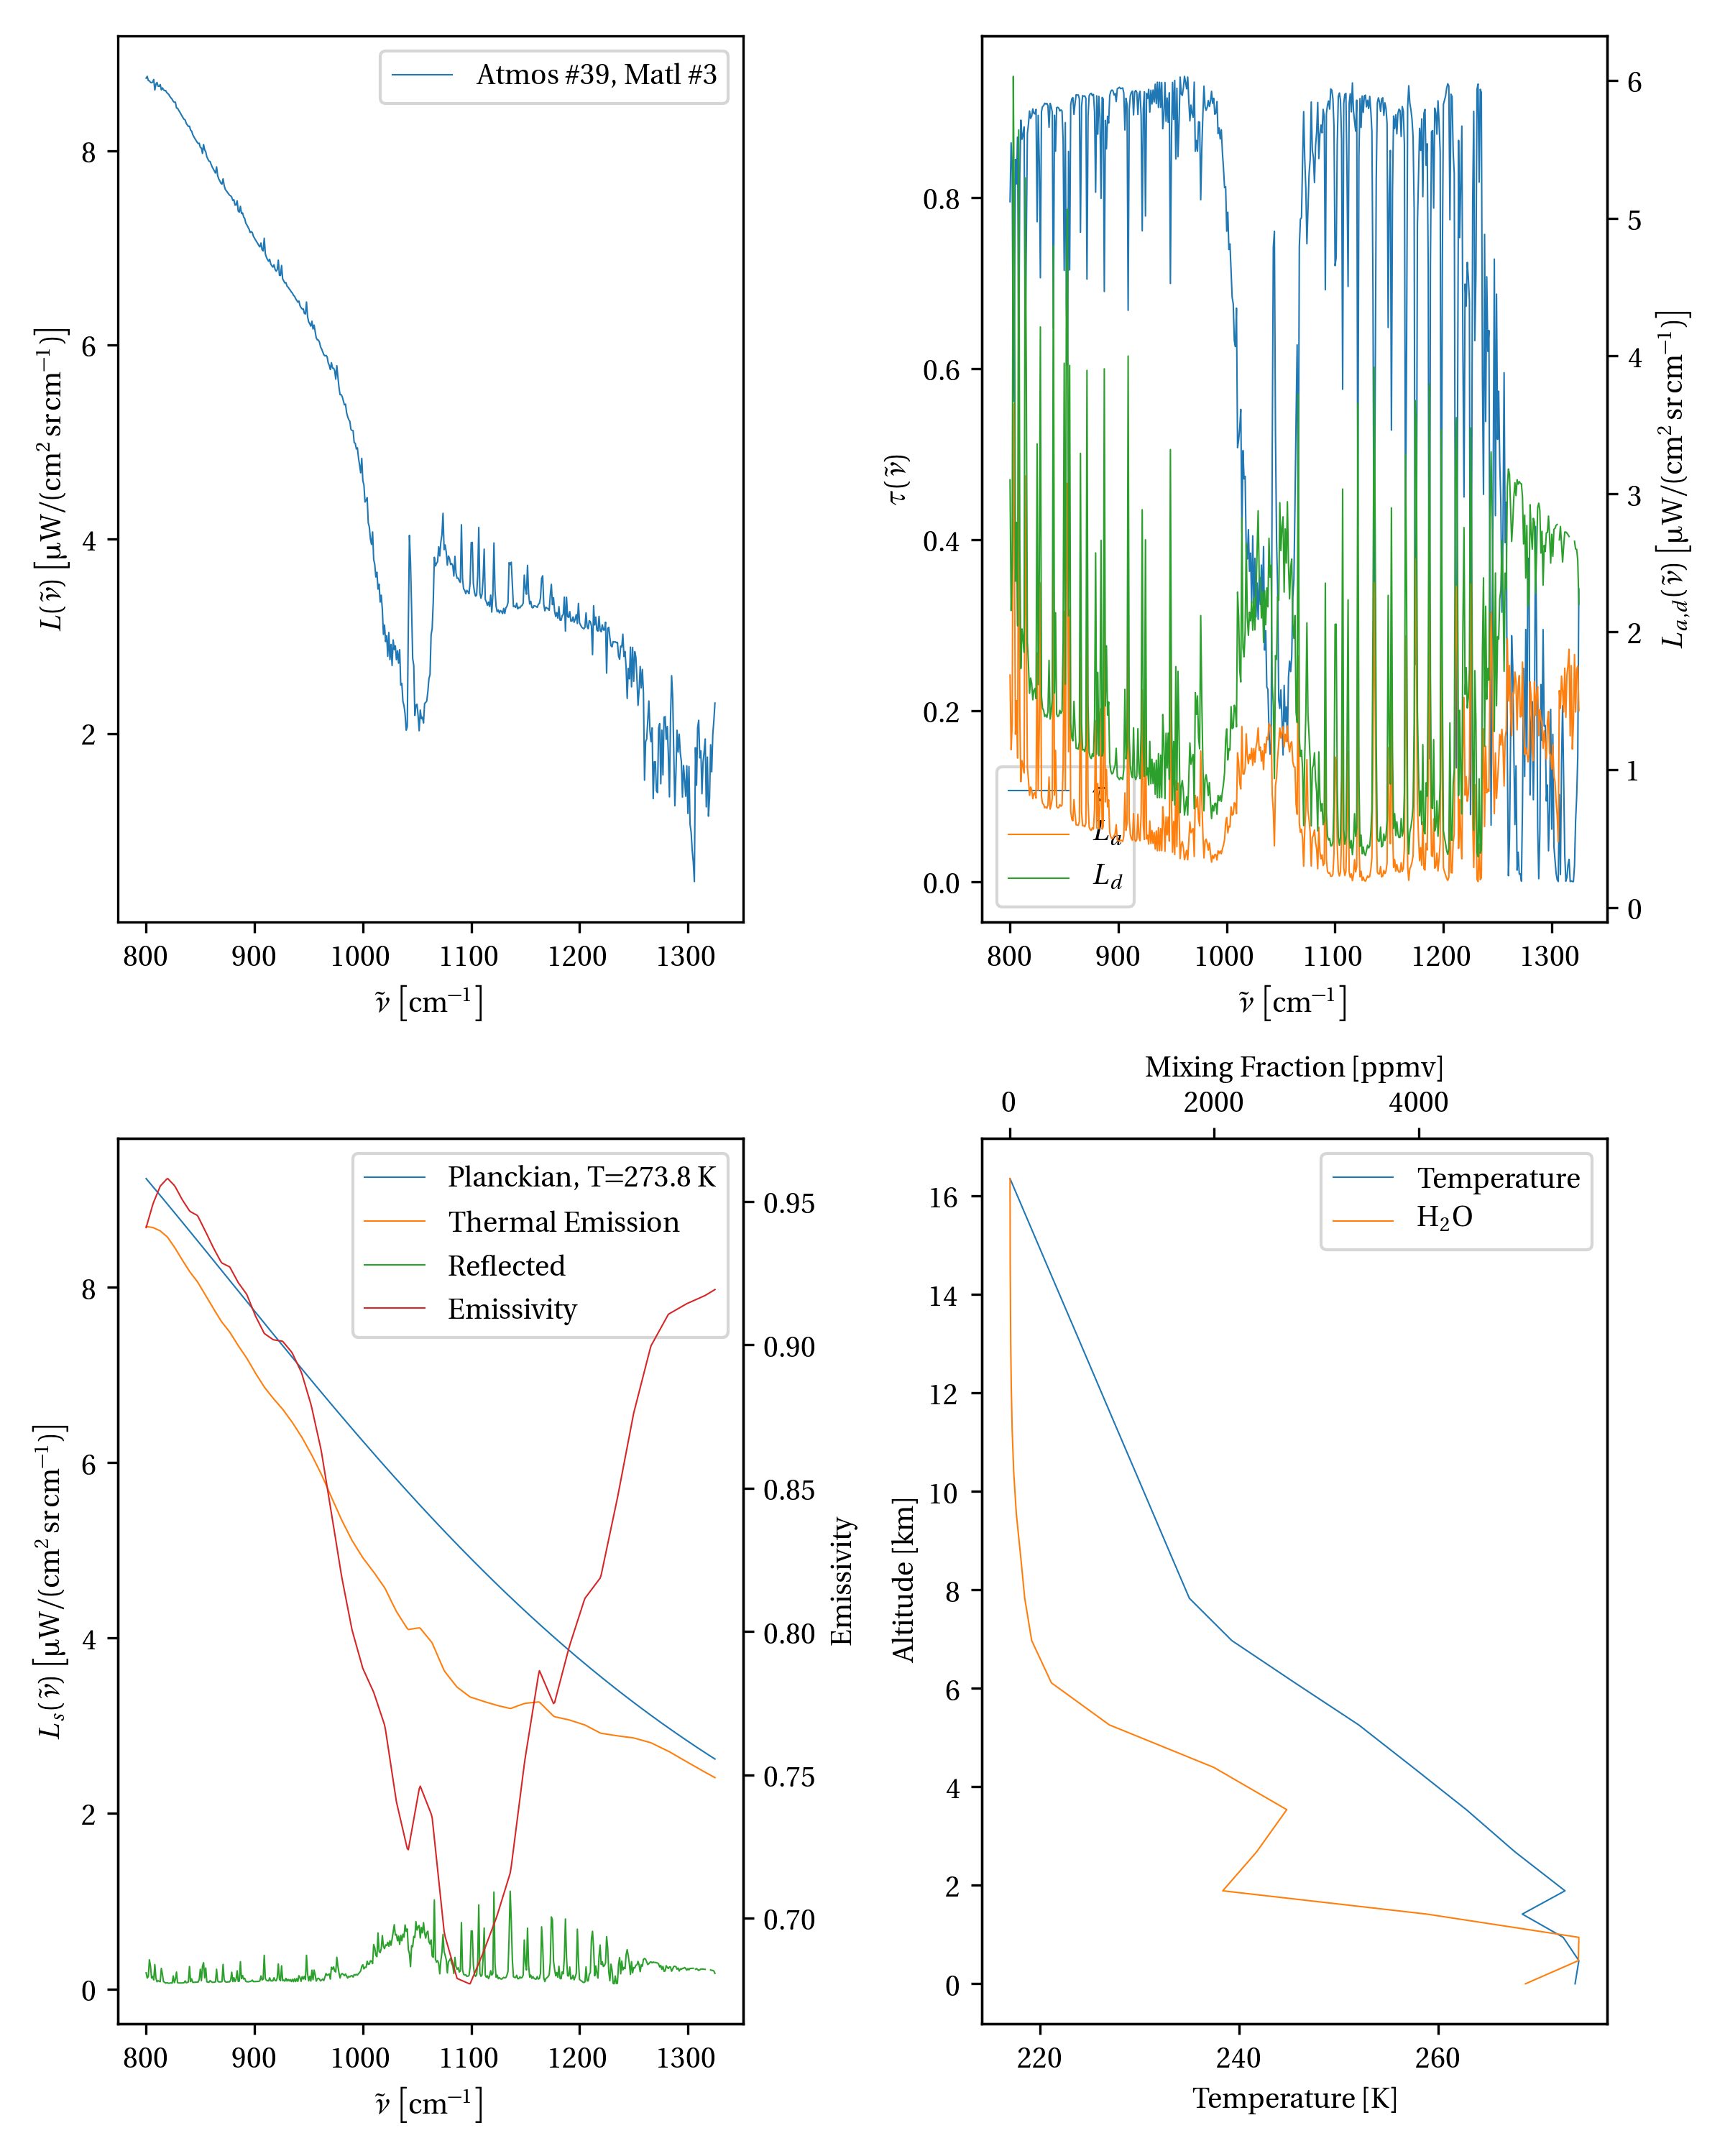 Atmos #39, Matl #3
8
6
4
2
L(ν̃) [μW/(cm² sr cm⁻¹)]
800 900 1000 1100 1200 1300
ν̃ [cm⁻¹]
0.8
0.6
0.4
0.2
0.0
τ(ν̃)
6
5
4
3
2
1
0
L_{a,d}(ν̃) [μW/(cm² sr cm⁻¹)]
τ
L_a
L_d
800 900 1000 1100 1200 1300
ν̃ [cm⁻¹]
Planckian, T=273.8 K
Thermal Emission
Reflected
Emissivity
8
6
4
2
0
L_s(ν̃) [μW/(cm² sr cm⁻¹)]
0.95
0.90
0.85
0.80
0.75
0.70
Emissivity
800 900 1000 1100 1200 1300
ν̃ [cm⁻¹]
Mixing Fraction [ppmv]
0 2000 4000
Temperature
H₂O
16
14
12
10
8
6
4
2
0
Altitude [km]
220 240 260
Temperature [K]